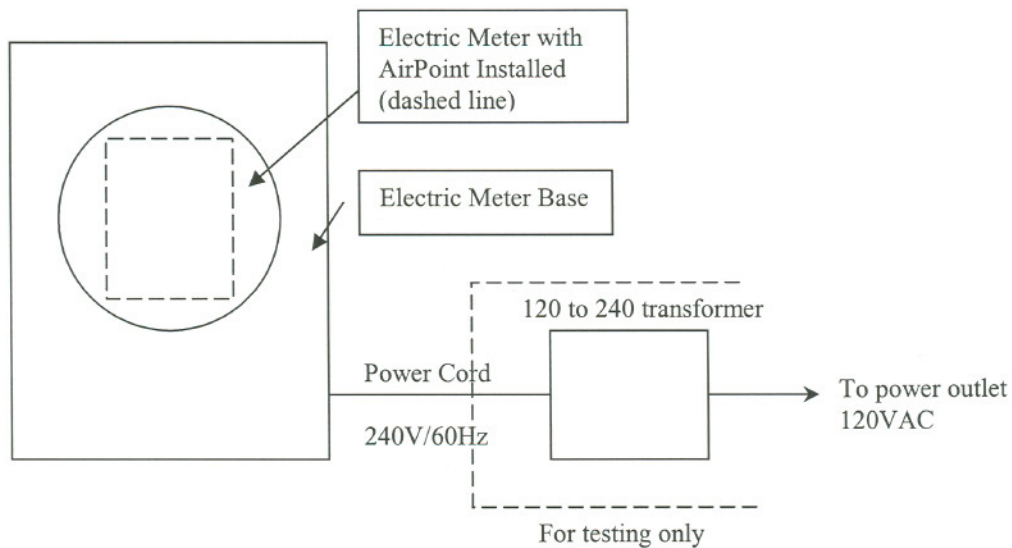 Electric Meter with
AirPoint Installed
(dashed line)
Electric Meter Base
120 to 240 transformer
Power Cord
To power outlet
120VAC
240V/60Hz
For testing only